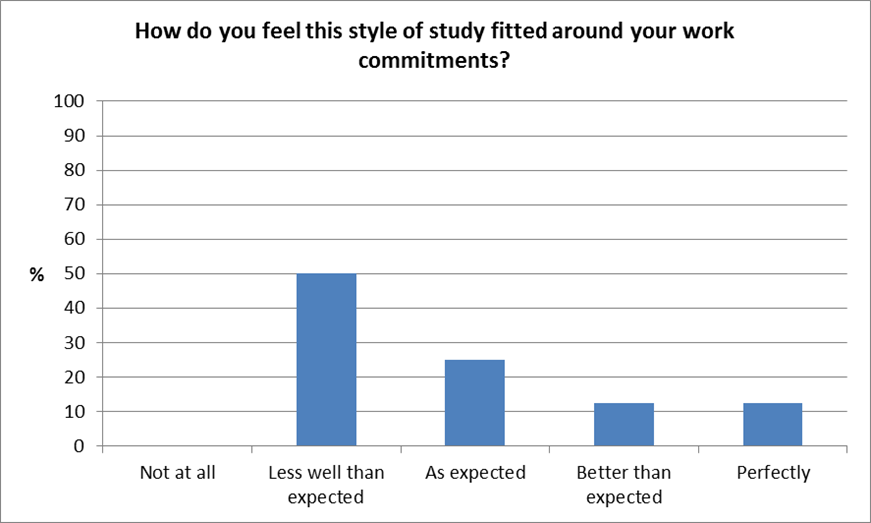 How do you feel this style of study fitted around your work
commitments?
100
90
80
70
60
50
40
30
20
10
0
%
Not at all
Less well than
expected
As expected
Better than
expected
Perfectly